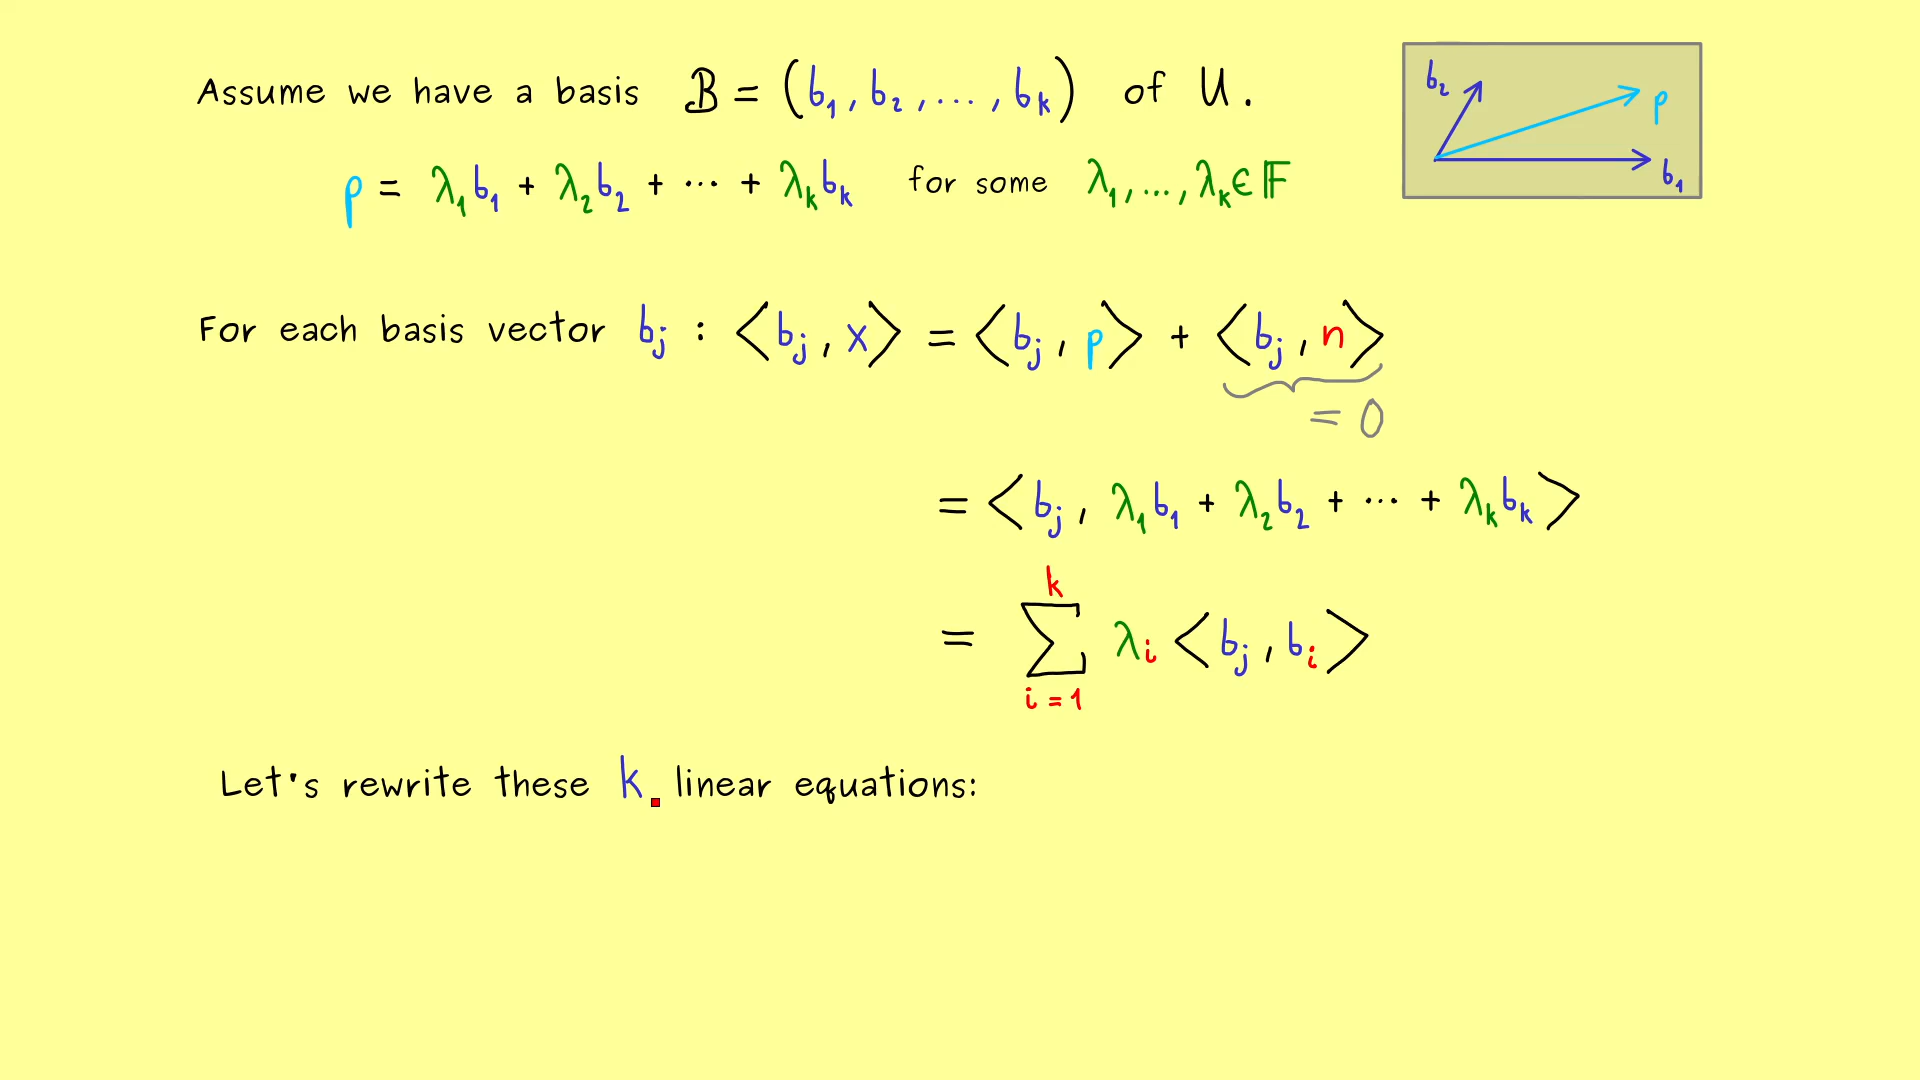 Assume we have a basis ℬ = (b₁, b₂, ..., bₖ) of U.
b₂
p
b₁
p = λ₁b₁ + λ₂b₂ + ··· + λₖbₖ for some λ₁, ..., λₖ ∈ 𝔽
For each basis vector bⱼ : <bⱼ, x> = <bⱼ, p> + <bⱼ, n>
= 0
= <bⱼ, λ₁b₁ + λ₂b₂ + ··· + λₖbₖ>
k
= ∑ λᵢ <bⱼ, bᵢ>
i = 1
Let's rewrite these k linear equations: